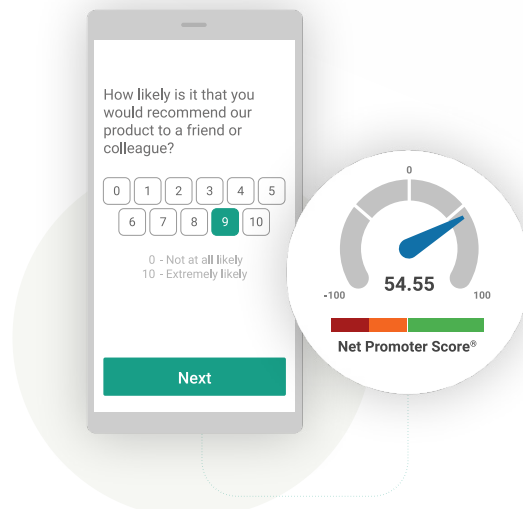 How likely is it that you
would recommend our
product to a friend or
colleague?
0 1 2 3 4 5
6 7 8 9 10
0 - Not at all likely
10 - Extremely likely
Next
0
-100
54.55
100
Net Promoter Score®